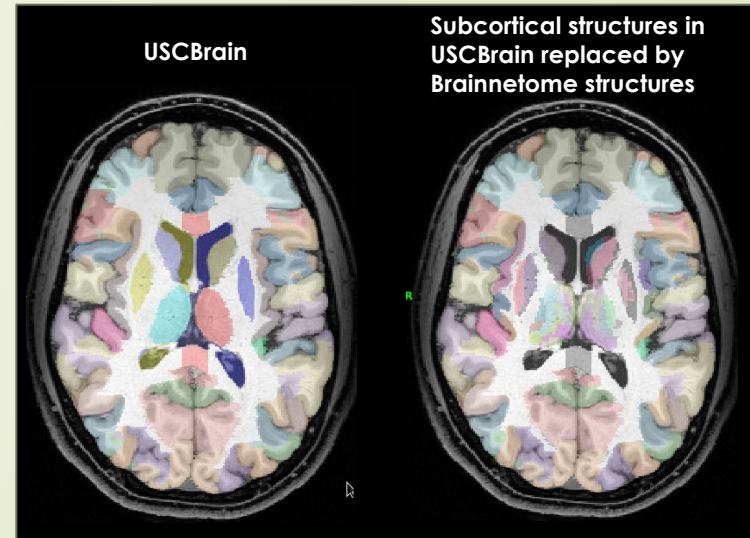 USCBrain
Subcortical structures in
USCBrain replaced by
Brainnetome structures
R